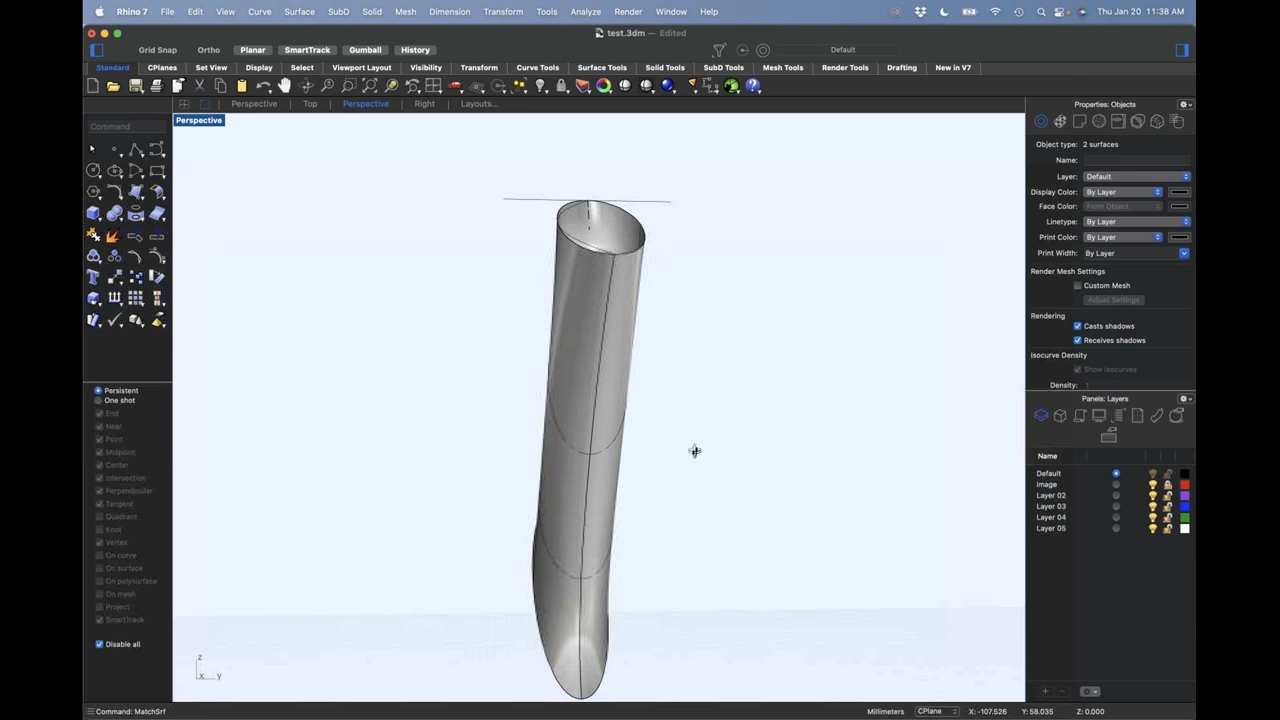 Rhino 7 File Edit View Curve Surface SubD Solid Mesh Dimension Transform Tools Analyze Render Window Help Thu Jan 20 11:38 AM
test.3dm — Edited
Grid Snap Ortho Planar SmartTrack Gumball History Default
Standard CPlanes Set View Display Select Viewport Layout Visibility Transform Curve Tools Surface Tools Solid Tools SubD Tools Mesh Tools Render Tools Drafting New in V7
Perspective Top Perspective Right Layouts...
Properties: Objects
Perspective
Command
Object type: 2 surfaces
Name:
Layer: Default
Display Color: By Layer
Face Color: From Object
Linetype: By Layer
Print Color: By Layer
Print Width: By Layer
Render Mesh Settings
Custom Mesh
Adjust Settings
Rendering
Casts shadows
Receives shadows
Isocurve Density
Show Isocurves
Density: 1
Panels: Layers
Name
Default
image
Layer 02
Layer 03
Layer 04
Layer 05
Persistent
One shot
End
Near
Point
Midpoint
Center
Intersection
Perpendicular
Tangent
Quadrant
Knot
Vertex
On curve
On surface
On polysurface
On mesh
Project
SmartTrack
Disable all
z
x y
Command: MatchSrf Millimeters CPlane X: -107.526 Y: 58.035 Z: 0.000